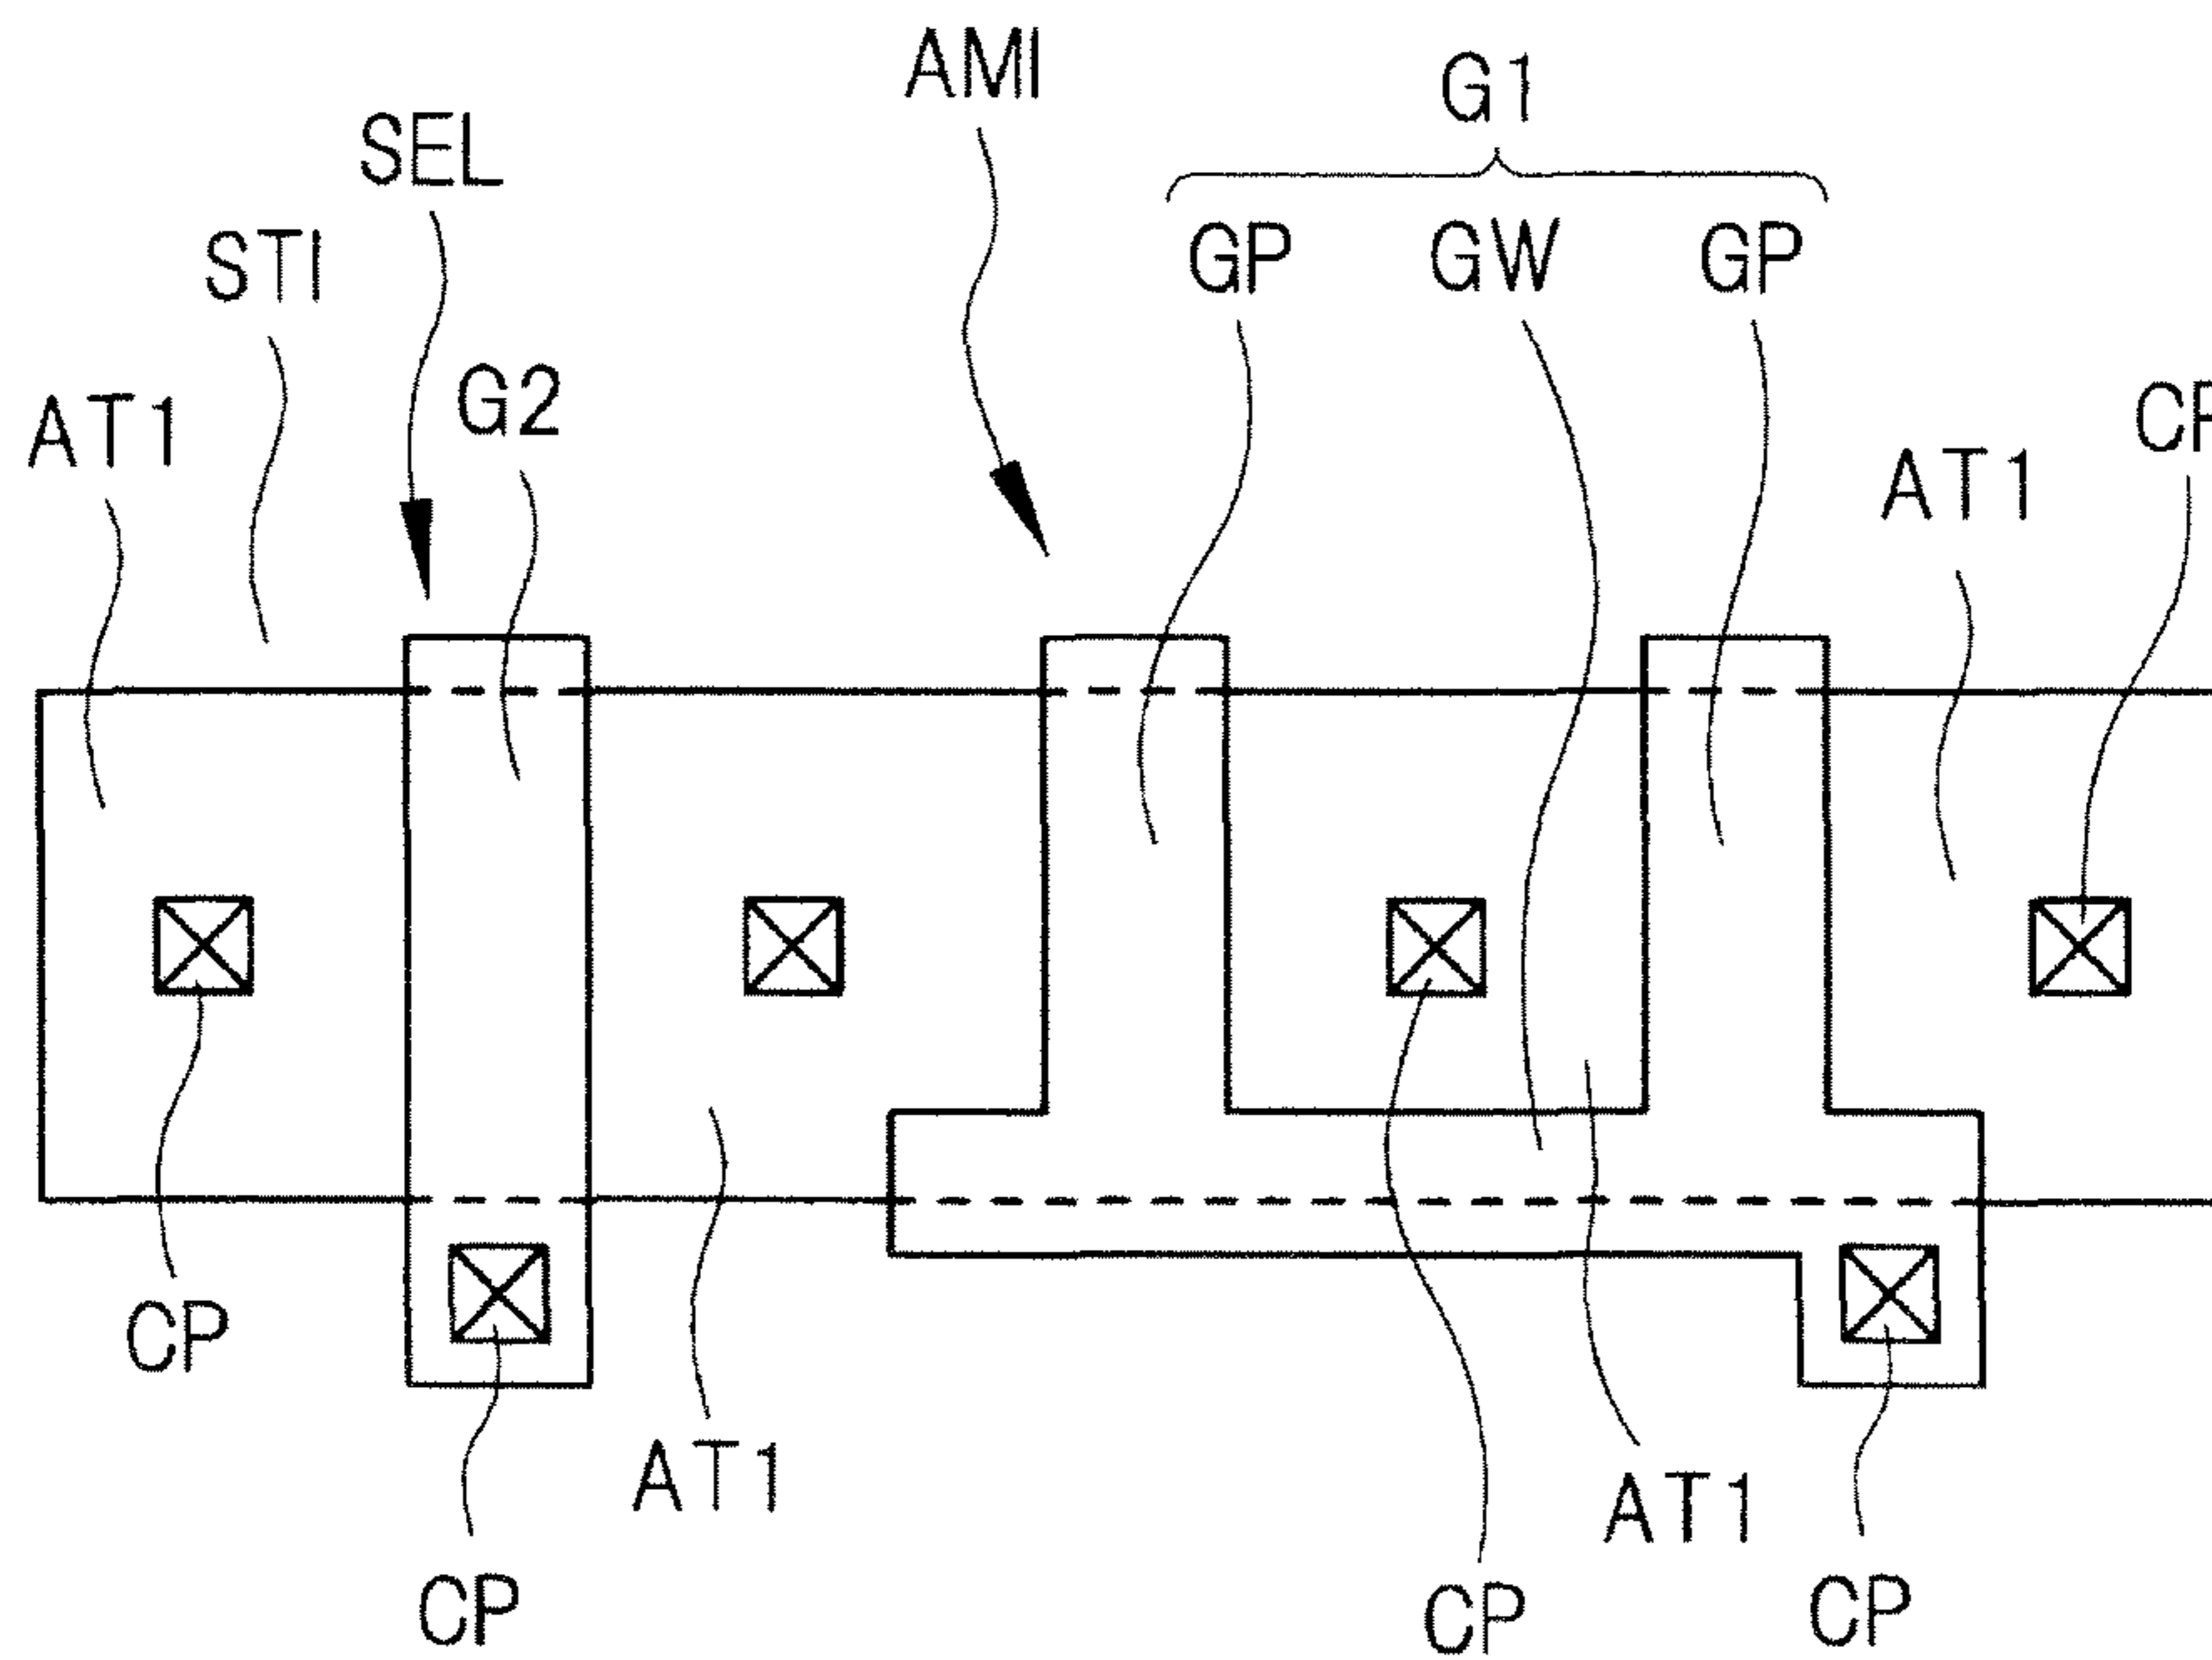 AMI
G1
SEL
GP GW GP
STI
G2
AT1
CP
AT1
CP
AT1
AT1
CP
CP
CP